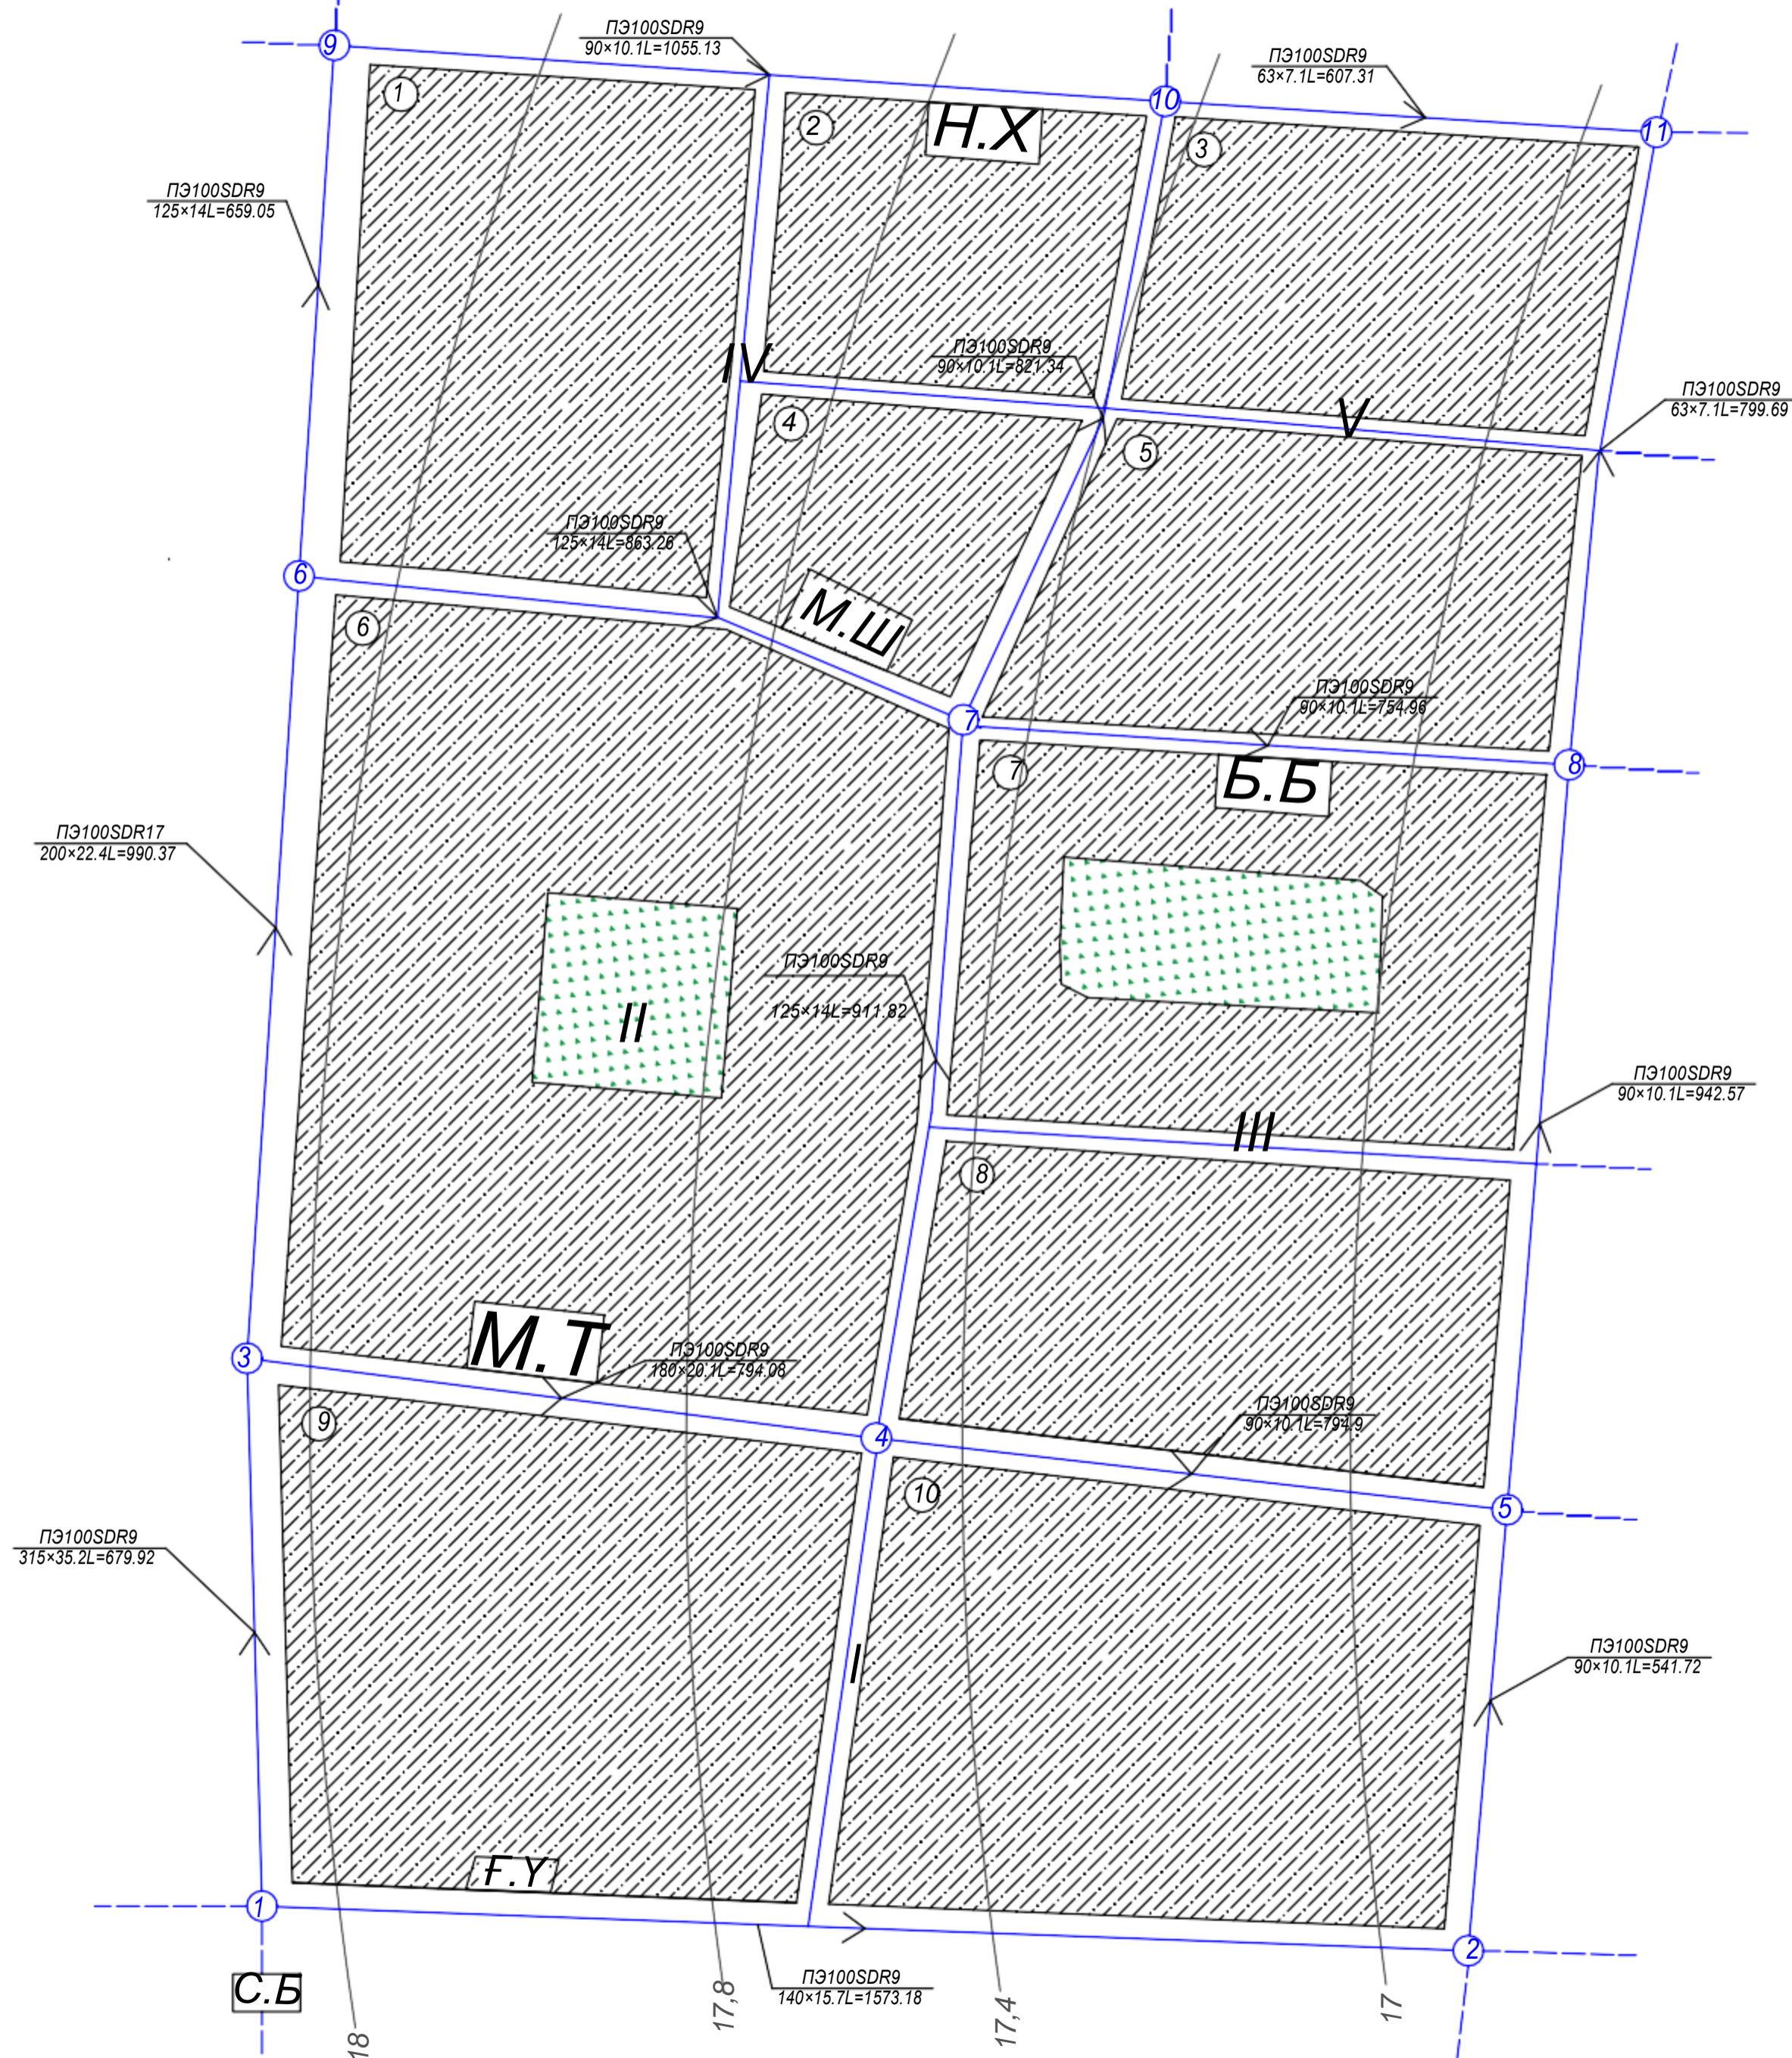 9
ПЭ100SDR9
90×10.1L=1055.13
10
ПЭ100SDR9
63×7.1L=607.31
11
1
2
Н.Х
3
ПЭ100SDR9
125×14L=659.05
IV
ПЭ100SDR9
90×10.1L=821.34
V
ПЭ100SDR9
63×7.1L=799.69
4
5
ПЭ100SDR9
125×14L=863.26
6
6
М.Ш
7
ПЭ100SDR9
90×10.1L=754.96
8
7
Б.Б
ПЭ100SDR17
200×22.4L=990.37
II
ПЭ100SDR9
125×14L=911.82
ПЭ100SDR9
90×10.1L=942.57
III
8
3
М.Т
ПЭ100SDR9
180×20.1L=794.08
9
4
ПЭ100SDR9
90×10.1L=794.9
10
5
ПЭ100SDR9
315×35.2L=679.92
I
ПЭ100SDR9
90×10.1L=541.72
Ғ.Ү
1
2
С.Б
ПЭ100SDR9
140×15.7L=1573.18
18
17,8
17,4
17